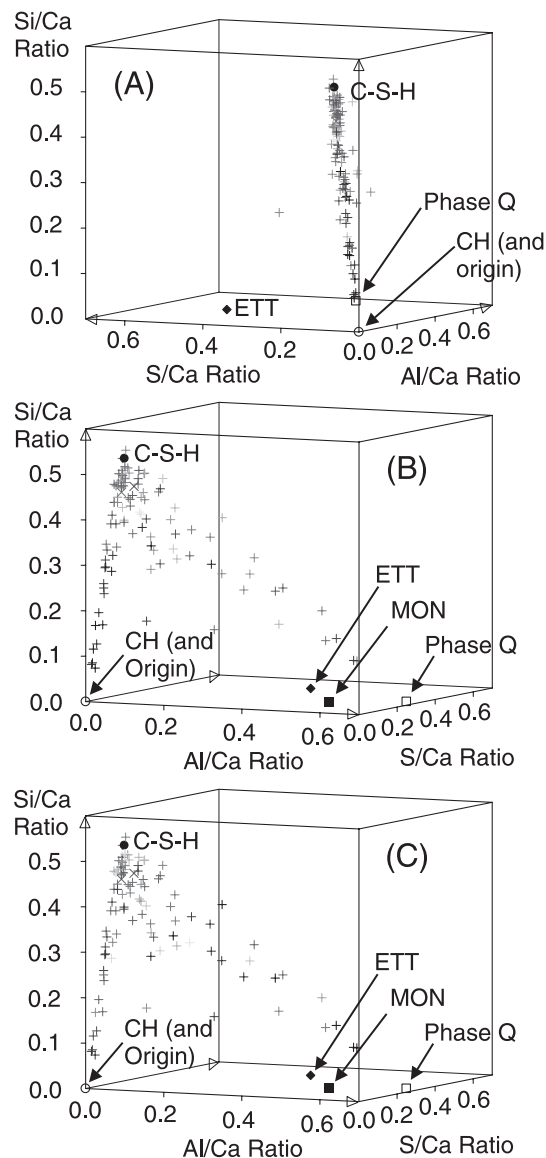 Si/Ca
Ratio
(A)
0.5
C-S-H
0.4
0.3
Phase Q
0.2
CH (and
origin)
0.1
ETT
0.0
0.6
0.2
0.0
0.2
0.4
0.6
S/Ca Ratio
Al/Ca Ratio
Si/Ca
Ratio
(B)
0.5
C-S-H
0.4
0.3
ETT
0.2
MON
CH (and
Origin)
Phase Q
0.1
0.0
0.0
0.2
0.4
0.6
0.0
0.2
0.4
0.6
Al/Ca Ratio
S/Ca Ratio
Si/Ca
Ratio
(C)
0.5
C-S-H
0.4
0.3
ETT
0.2
MON
CH (and
Origin)
Phase Q
0.1
0.0
0.0
0.2
0.4
0.6
0.0
0.2
0.4
0.6
Al/Ca Ratio
S/Ca Ratio